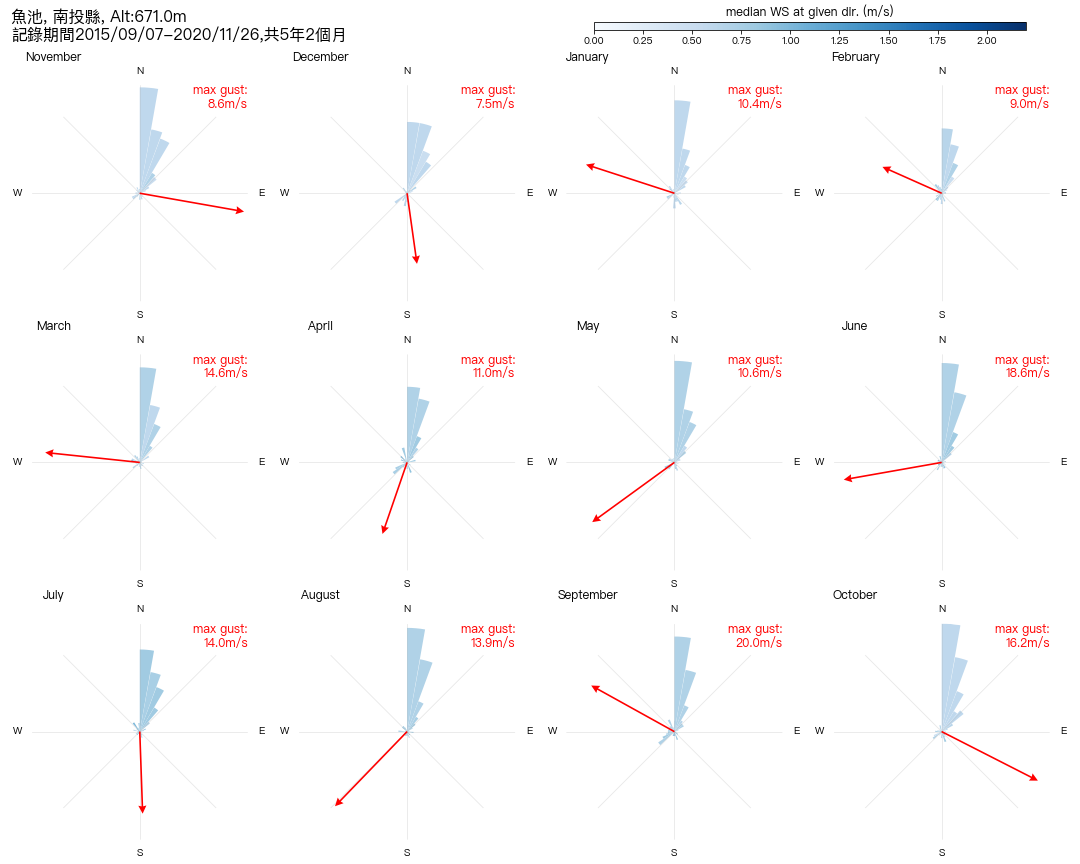 魚池, 南投縣, Alt:671.0m
記錄期間2015/09/07-2020/11/26,共5年2個月
median WS at given dir. (m/s)
0.00 0.25 0.50 0.75 1.00 1.25 1.50 1.75 2.00
November
N
max gust:
8.6m/s
W E
S
December
N
max gust:
7.5m/s
W E
S
January
N
max gust:
10.4m/s
W E
S
February
N
max gust:
9.0m/s
W E
S
March
N
max gust:
14.6m/s
W E
S
April
N
max gust:
11.0m/s
W E
S
May
N
max gust:
10.6m/s
W E
S
June
N
max gust:
18.6m/s
W E
S
July
N
max gust:
14.0m/s
W E
S
August
N
max gust:
13.9m/s
W E
S
September
N
max gust:
20.0m/s
W E
S
October
N
max gust:
16.2m/s
W E
S